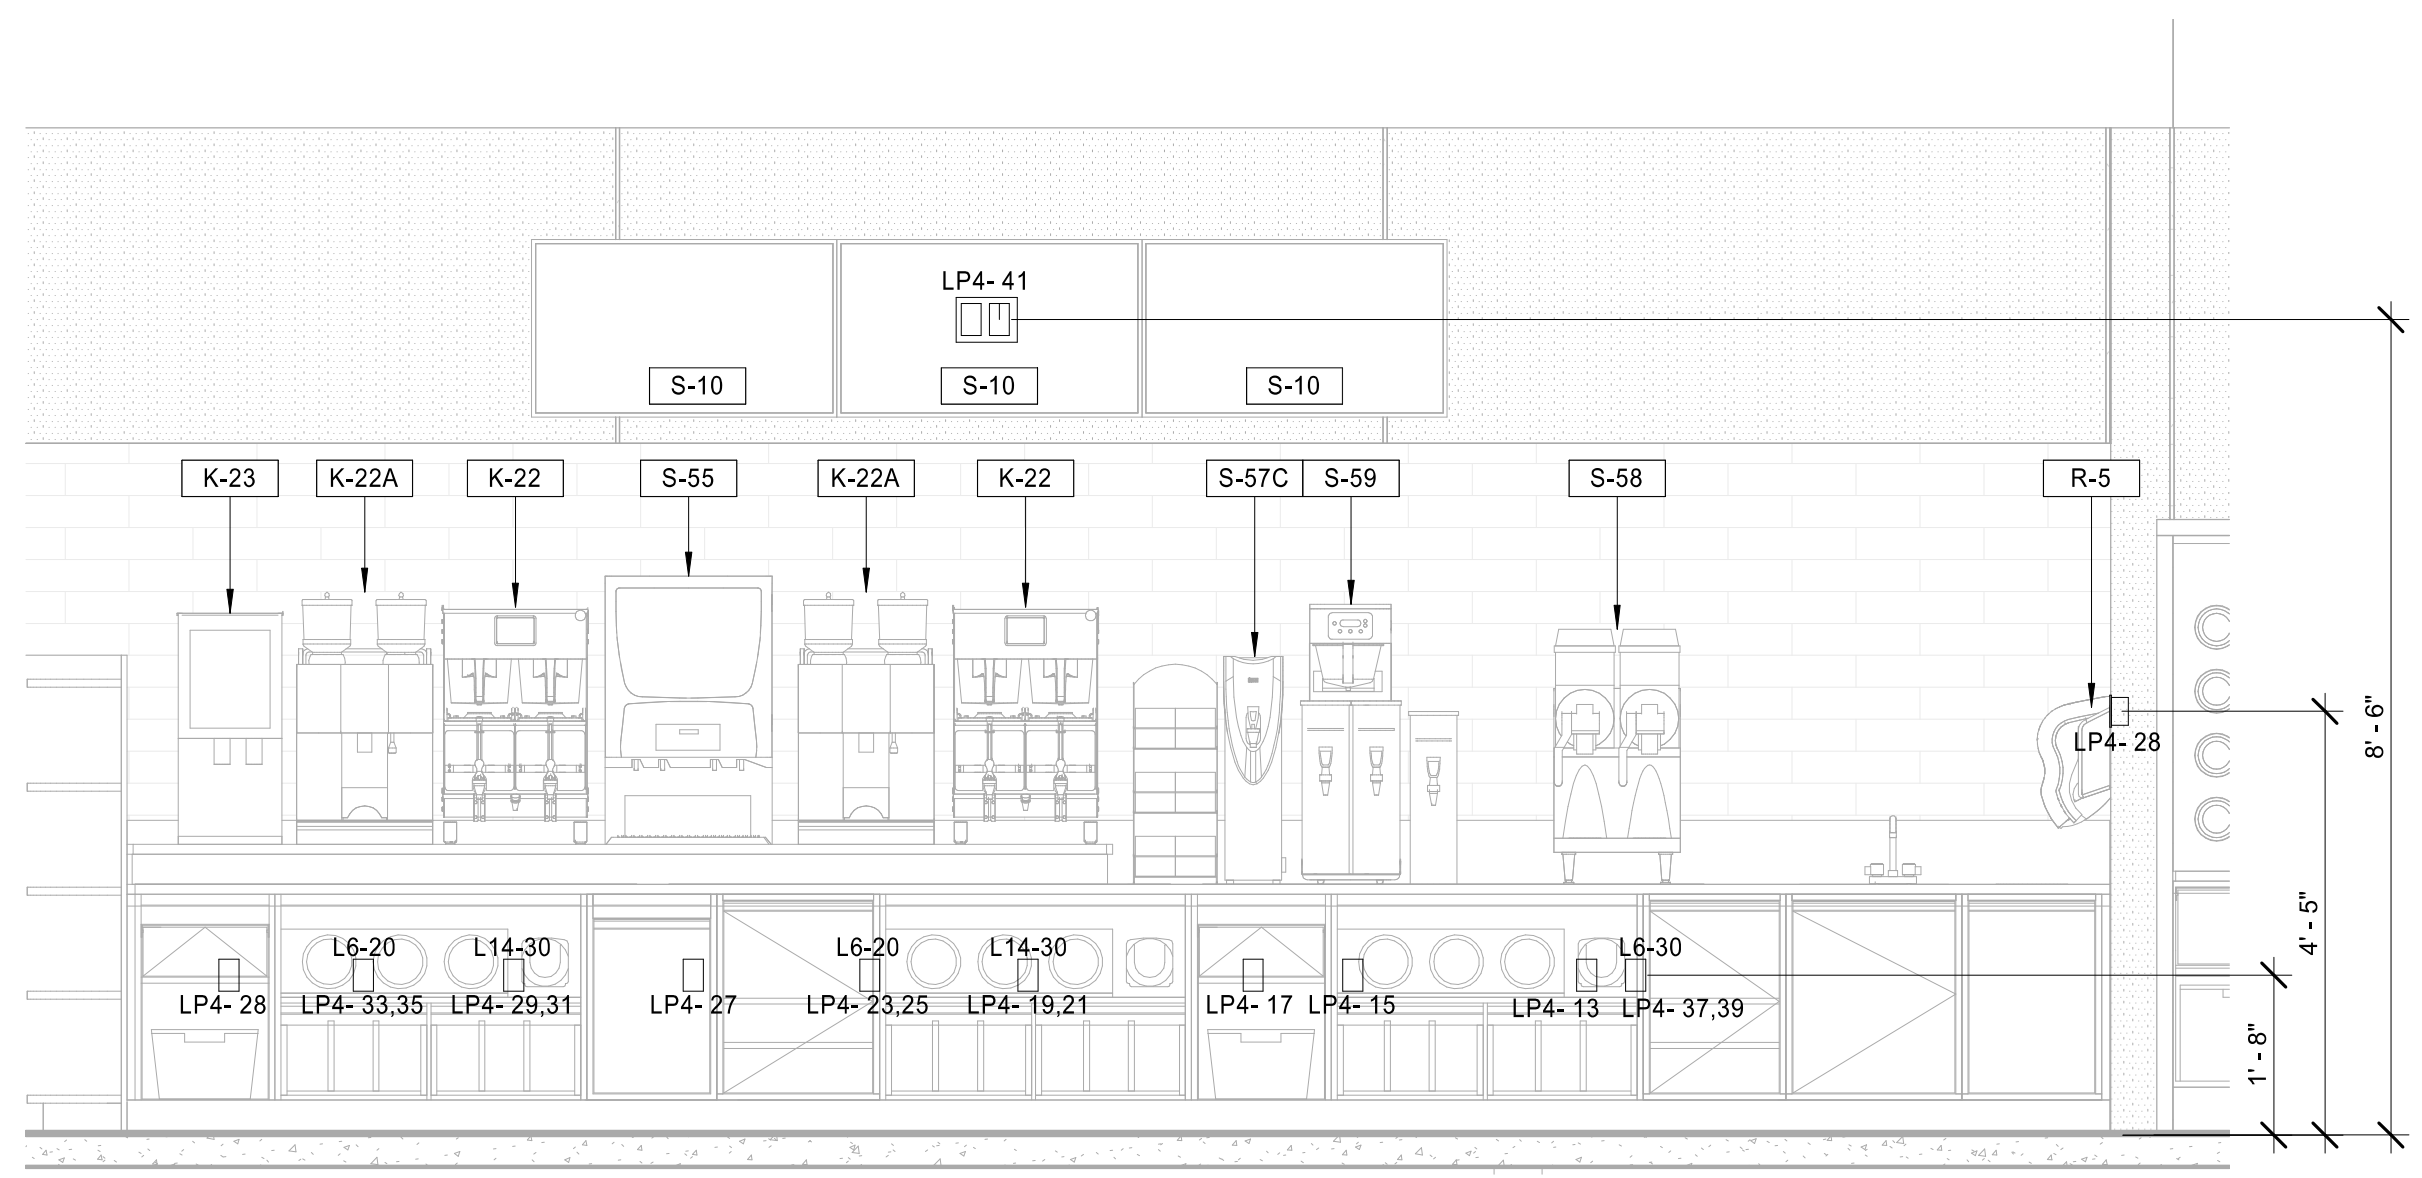 LP4- 41
S-10
S-10
S-10
K-23
K-22A
K-22
S-55
K-22A
K-22
S-57C
S-59
S-58
R-5
LP4- 28
8' - 6"
4' - 5"
1' - 8"
L6-20
L14-30
L6-20
L14-30
L6-30
LP4- 28
LP4- 33,35
LP4- 29,31
LP4- 27
LP4- 23,25
LP4- 19,21
LP4- 17
LP4- 15
LP4- 13
LP4- 37,39